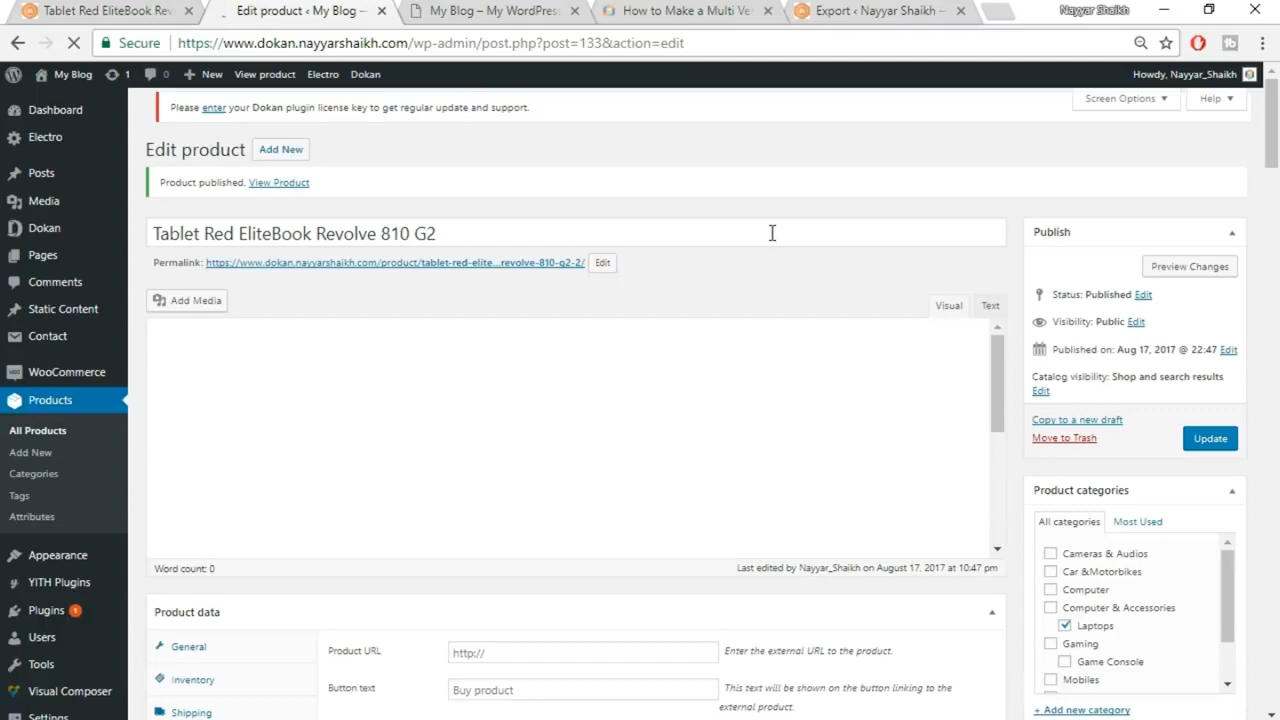 Tablet Red EliteBook Rev
Edit product ‹ My Blog –
My Blog – My WordPres
How to Make a Multi Ve
Export ‹ Nayyar Shaikh –
Nayyar Shaikh
Secure
https://www.dokan.nayyarshaikh.com/wp-admin/post.php?post=133&action=edit
My Blog
1
0
New
View product
Electro
Dokan
Howdy, Nayyar_Shaikh
Dashboard
Electro
Posts
Media
Dokan
Pages
Comments
Static Content
Contact
WooCommerce
Products
All Products
Add New
Categories
Tags
Attributes
Appearance
YITH Plugins
Plugins 1
Users
Tools
Visual Composer
Settings
Please enter your Dokan plugin license key to get regular update and support.
Screen Options
Help
Edit product
Add New
Product published. View Product
Tablet Red EliteBook Revolve 810 G2
Permalink: https://www.dokan.nayyarshaikh.com/product/tablet-red-elite...revolve-810-g2-2/
Edit
Add Media
Visual
Text
Word count: 0
Last edited by Nayyar_Shaikh on August 17, 2017 at 10:47 pm
Product data
General
Inventory
Shipping
Product URL
http://
Enter the external URL to the product.
Button text
Buy product
This text will be shown on the button linking to the
external product.
Publish
Preview Changes
Status: Published Edit
Visibility: Public Edit
Published on: Aug 17, 2017 @ 22:47 Edit
Catalog visibility: Shop and search results
Edit
Copy to a new draft
Move to Trash
Update
Product categories
All categories
Most Used
Cameras & Audios
Car &Motorbikes
Computer
Computer & Accessories
Laptops
Gaming
Game Console
Mobiles
+ Add new category